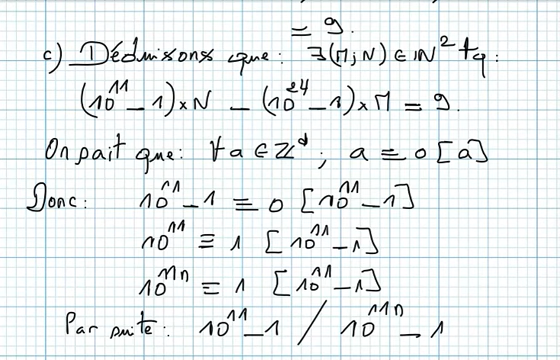 = 9.
c) Déduisons que : ∃(M;N) ∈ ℕ² tq :
(10¹¹ – 1) × N – (10²⁴ – 1) × M = 9.
On sait que : ∀a ∈ ℤ* ; a ≡ 0 [a]
Donc : 10¹¹ – 1 ≡ 0 [10¹¹ – 1]
10¹¹ ≡ 1 [10¹¹ – 1]
10¹¹ⁿ ≡ 1 [10¹¹ – 1]
Par suite : 10¹¹ – 1 / 10¹¹ⁿ – 1